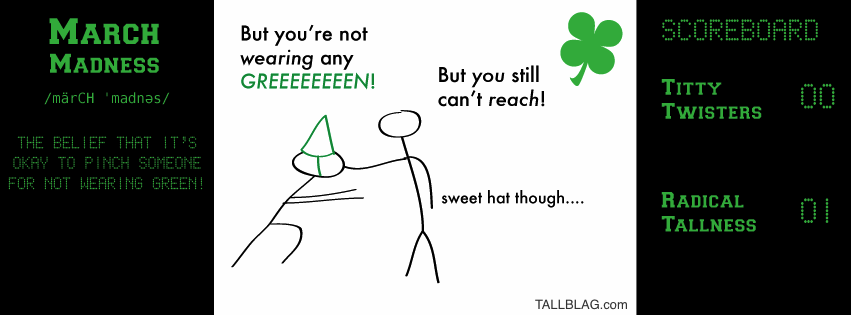 March
Madness
/märCH ˈmadnəs/
THE BELIEF THAT IT'S
OKAY TO PINCH SOMEONE
FOR NOT WEARING GREEN!
But you're not
wearing any
GREEEEEEEEEN!
But you still
can't reach!
sweet hat though....
TALLBLAG.com
SCOREBOARD
Titty
Twisters
00
Radical
Tallness
01